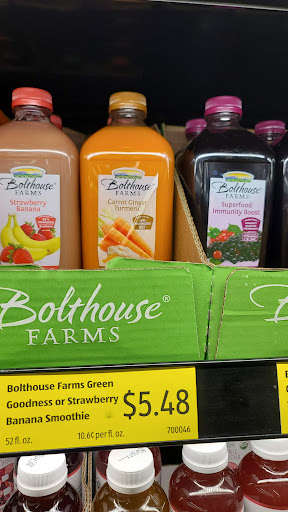 Bolthouse
FARMS
Strawberry
Banana
Bolthouse
FARMS
Carrot Ginger
Turmeric
Bolthouse
FARMS
Superfood
Immunity Boost
Bolthouse®
FARMS
Bolthouse Farms Green
Goodness or Strawberry
Banana Smoothie
$5.48
52 fl. oz.
10.6¢ per fl. oz.
700046